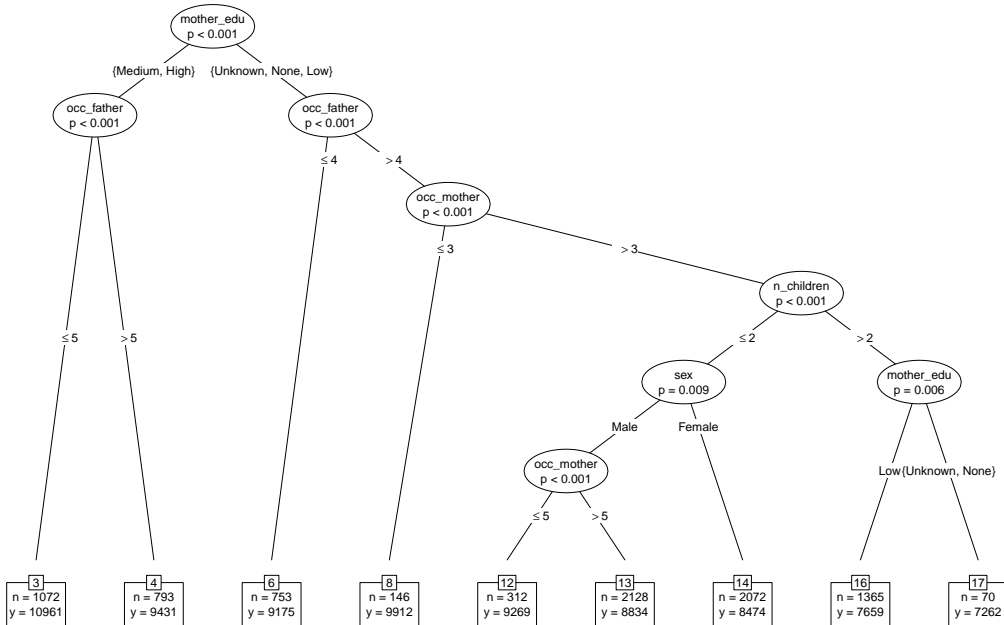 mother_edu
p < 0.001
{Medium, High}
{Unknown, None, Low}
occ_father
p < 0.001
occ_father
p < 0.001
≤ 4
> 4
occ_mother
p < 0.001
≤ 3
> 3
n_children
p < 0.001
≤ 5
> 5
≤ 2
> 2
sex
p = 0.009
mother_edu
p = 0.006
Male
Female
occ_mother
p < 0.001
Low
{Unknown, None}
≤ 5
> 5
3
n = 1072
y = 10961
4
n = 793
y = 9431
6
n = 753
y = 9175
8
n = 146
y = 9912
12
n = 312
y = 9269
13
n = 2128
y = 8834
14
n = 2072
y = 8474
16
n = 1365
y = 7659
17
n = 70
y = 7262